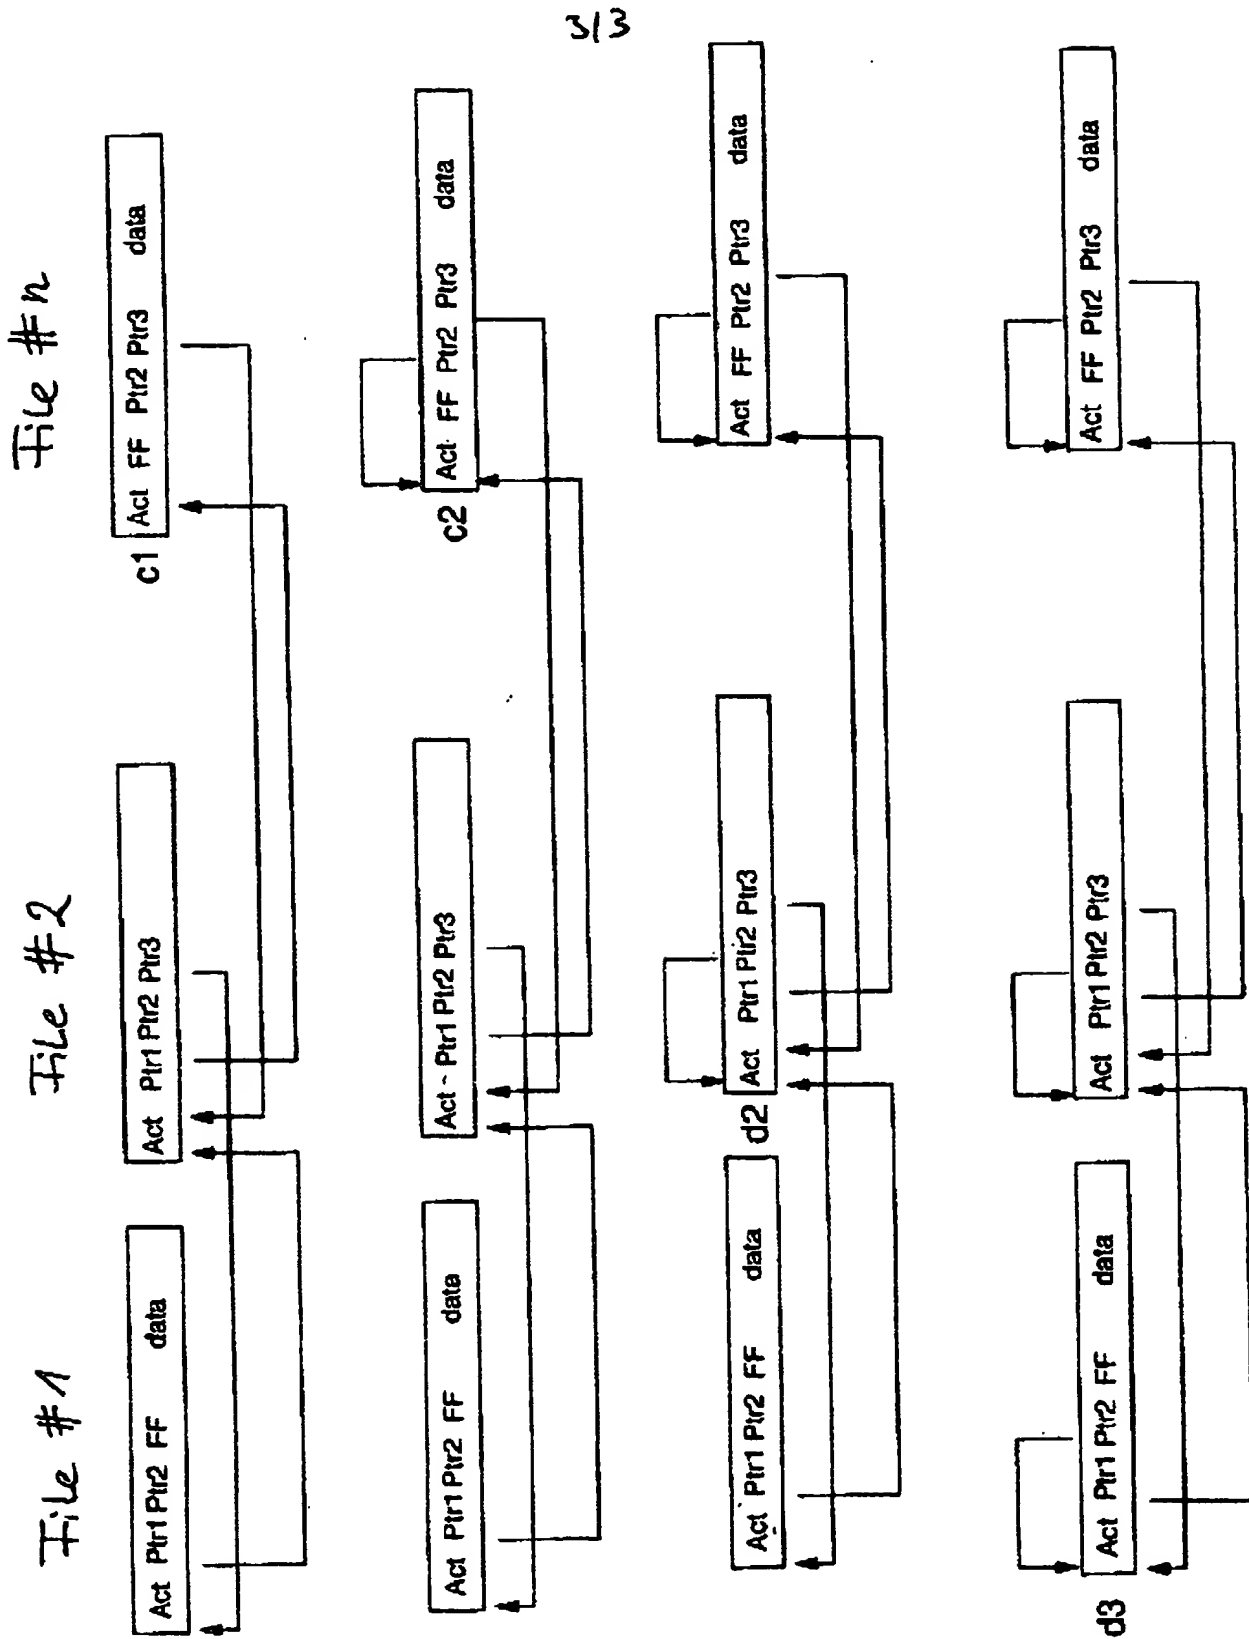 3/3
File #1 File #2 File #n
Act Ptr1 Ptr2 FF data
Act Ptr1 Ptr2 Ptr3
c1 Act FF Ptr2 Ptr3 data
Act Ptr1 Ptr2 FF data
Act - Ptr1 Ptr2 Ptr3
c2 Act FF Ptr2 Ptr3 data
Act Ptr1 Ptr2 FF data
d2 Act Ptr1 Ptr2 Ptr3
Act FF Ptr2 Ptr3 data
d3 Act Ptr1 Ptr2 FF data
Act Ptr1 Ptr2 Ptr3
Act FF Ptr2 Ptr3 data